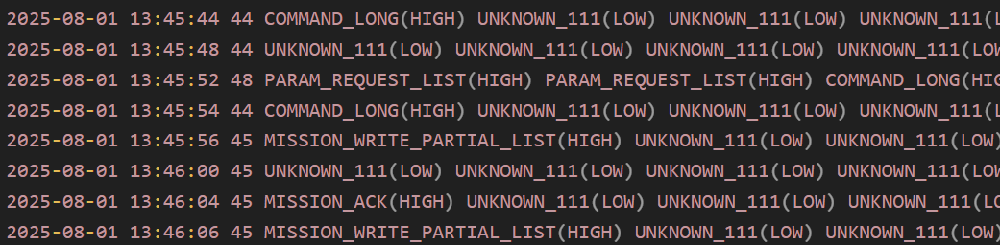 2025-08-01 13:45:44 44 COMMAND_LONG(HIGH) UNKNOWN_111(LOW) UNKNOWN_111(LOW) UNKNOWN_111(L
2025-08-01 13:45:48 44 UNKNOWN_111(LOW) UNKNOWN_111(LOW) UNKNOWN_111(LOW) UNKNOWN_111(LOW
2025-08-01 13:45:52 48 PARAM_REQUEST_LIST(HIGH) PARAM_REQUEST_LIST(HIGH) COMMAND_LONG(HIG
2025-08-01 13:45:54 44 COMMAND_LONG(HIGH) UNKNOWN_111(LOW) UNKNOWN_111(LOW) UNKNOWN_111(L
2025-08-01 13:45:56 45 MISSION_WRITE_PARTIAL_LIST(HIGH) UNKNOWN_111(LOW) UNKNOWN_111(LOW)
2025-08-01 13:46:00 45 UNKNOWN_111(LOW) UNKNOWN_111(LOW) UNKNOWN_111(LOW) UNKNOWN_111(LOW
2025-08-01 13:46:04 45 MISSION_ACK(HIGH) UNKNOWN_111(LOW) UNKNOWN_111(LOW) UNKNOWN_111(LO
2025-08-01 13:46:06 45 MISSION_WRITE_PARTIAL_LIST(HIGH) UNKNOWN_111(LOW) UNKNOWN_111(LOW)